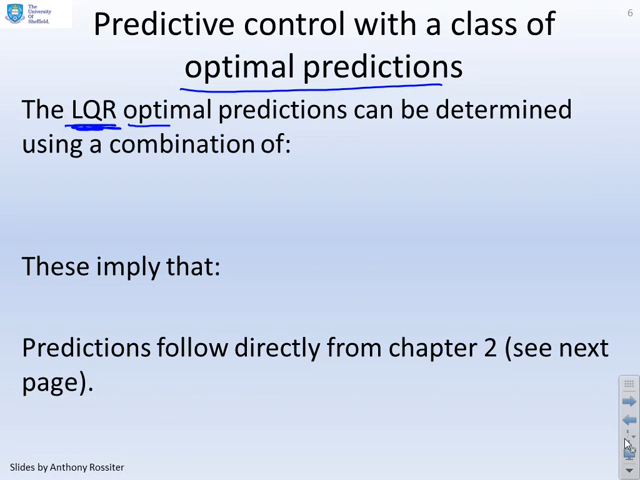 The
University
Of
Sheffield.
6
Predictive control with a class of
optimal predictions
The LQR optimal predictions can be determined
using a combination of:
These imply that:
Predictions follow directly from chapter 2 (see next
page).
Slides by Anthony Rossiter